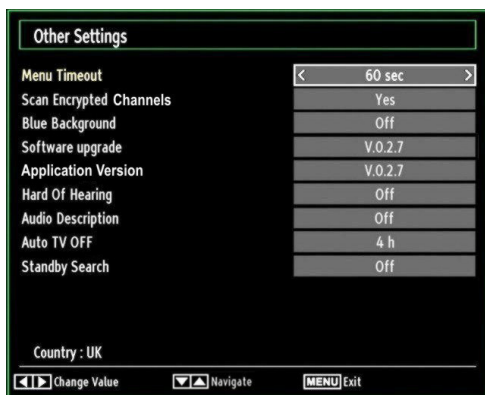 Other Settings
Menu Timeout < 60 sec >
Scan Encrypted Channels Yes
Blue Background Off
Software upgrade V.0.2.7
Application Version V.0.2.7
Hard Of Hearing Off
Audio Description Off
Auto TV OFF 4 h
Standby Search Off
Country : UK
Change Value Navigate MENU Exit